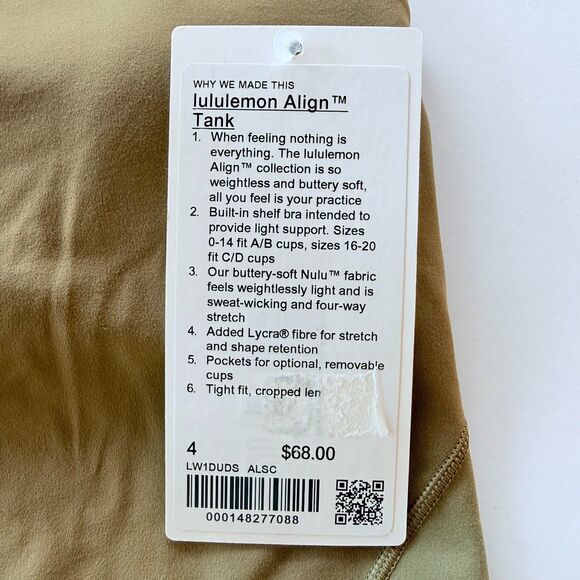 WHY WE MADE THIS
lululemon Align™
Tank
1. When feeling nothing is
everything. The lululemon
Align™ collection is so
weightless and buttery soft,
all you feel is your practice
2. Built-in shelf bra intended to
provide light support. Sizes
0-14 fit A/B cups, sizes 16-20
fit C/D cups
3. Our buttery-soft Nulu™ fabric
feels weightlessly light and is
sweat-wicking and four-way
stretch
4. Added Lycra® fibre for stretch
and shape retention
5. Pockets for optional, removable
cups
6. Tight fit, cropped
4 $68.00
LW1DUDS ALSC
000148277088